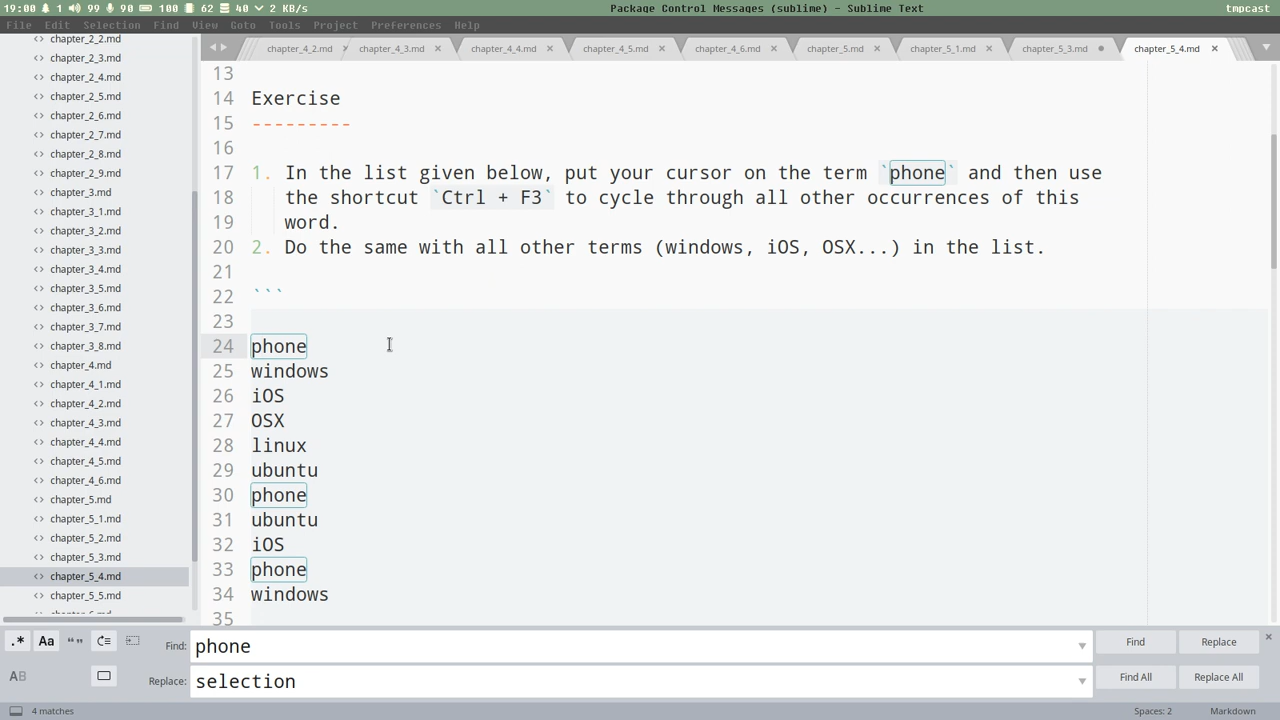 19:00 1 99 90 100 62 40 2 KB/s Package Control Messages (sublime) - Sublime Text tmpcast
File Edit Selection Find View Goto Tools Project Preferences Help
chapter_4_2.md chapter_4_3.md chapter_4_4.md chapter_4_5.md chapter_4_6.md chapter_5.md chapter_5_1.md chapter_5_3.md chapter_5_4.md
chapter_2_2.md
chapter_2_3.md
chapter_2_4.md
chapter_2_5.md
chapter_2_6.md
chapter_2_7.md
chapter_2_8.md
chapter_2_9.md
chapter_3.md
chapter_3_1.md
chapter_3_2.md
chapter_3_3.md
chapter_3_4.md
chapter_3_5.md
chapter_3_6.md
chapter_3_7.md
chapter_3_8.md
chapter_4.md
chapter_4_1.md
chapter_4_2.md
chapter_4_3.md
chapter_4_4.md
chapter_4_5.md
chapter_4_6.md
chapter_5.md
chapter_5_1.md
chapter_5_2.md
chapter_5_3.md
chapter_5_4.md
chapter_5_5.md
13
14 Exercise
15 ---------
16
17 1. In the list given below, put your cursor on the term `phone` and then use
18 the shortcut `Ctrl + F3` to cycle through all other occurrences of this
19 word.
20 2. Do the same with all other terms (windows, iOS, OSX...) in the list.
21
22 ```
23
24 phone
25 windows
26 iOS
27 OSX
28 linux
29 ubuntu
30 phone
31 ubuntu
32 iOS
33 phone
34 windows
35
.* Aa “” Find: phone Find Replace
AB Replace: selection Find All Replace All
4 matches Spaces: 2 Markdown